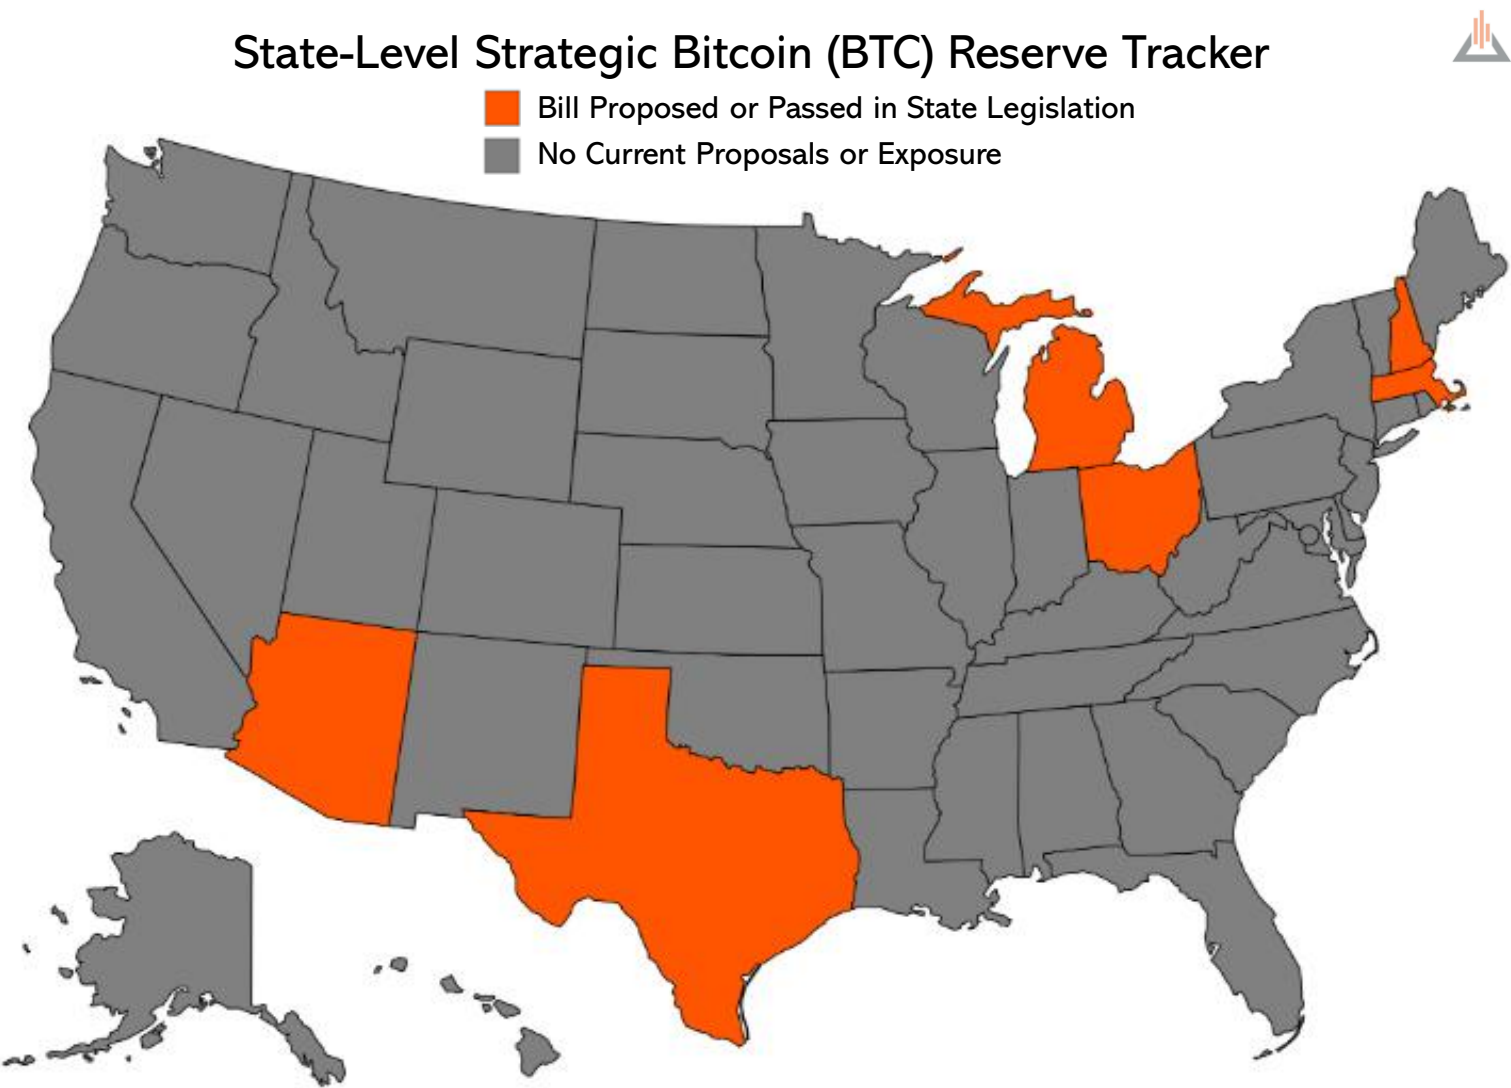 State-Level Strategic Bitcoin (BTC) Reserve Tracker
Bill Proposed or Passed in State Legislation
No Current Proposals or Exposure